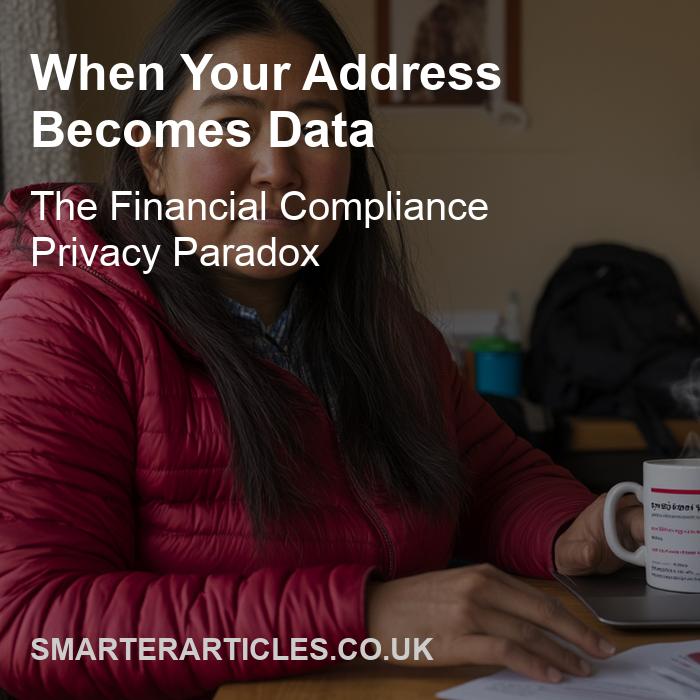 When Your Address
Becomes Data
The Financial Compliance
Privacy Paradox
SMARTERARTICLES.CO.UK